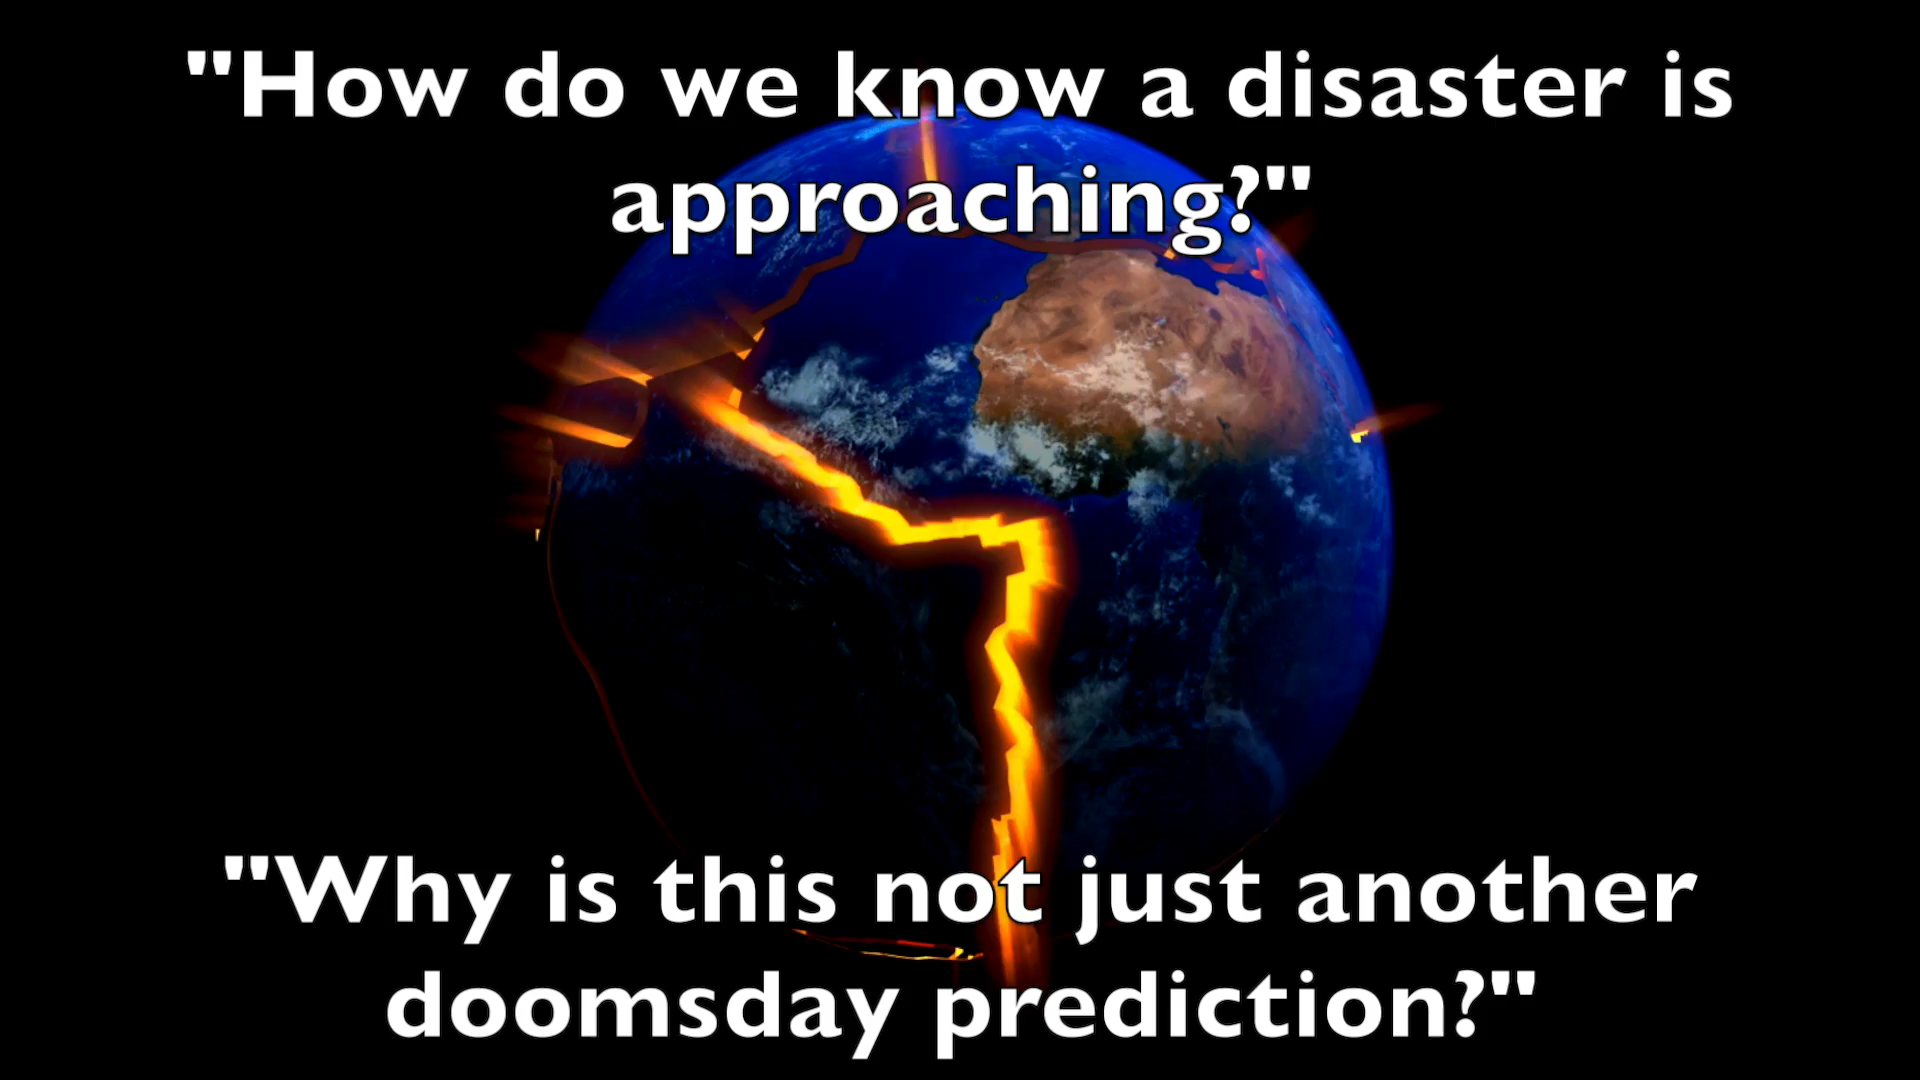 "How do we know a disaster is
approaching?"
"Why is this not just another
doomsday prediction?"